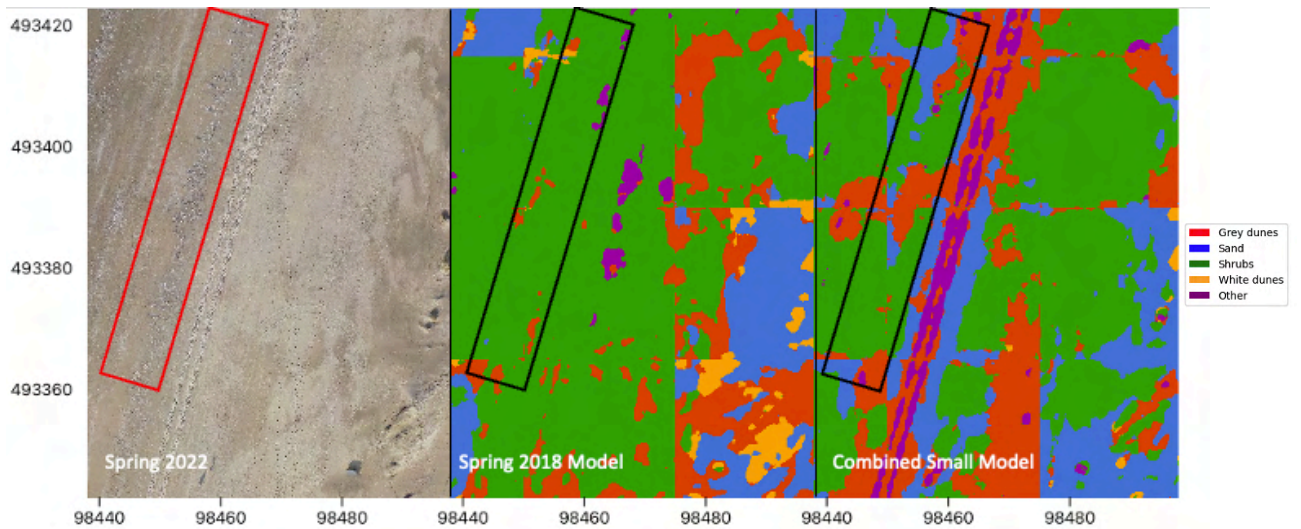 493420
493400
493380
493360
Spring 2022
Spring 2018 Model
Combined Small Model
98440 98460 98480 98440 98460 98480 98440 98460 98480
Grey dunes
Sand
Shrubs
White dunes
Other